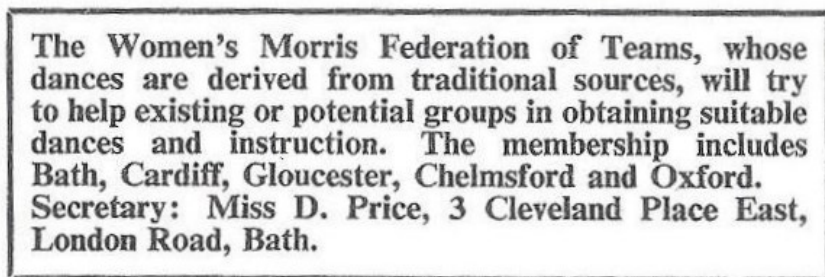 The Women's Morris Federation of Teams, whose
dances are derived from traditional sources, will try
to help existing or potential groups in obtaining suitable
dances and instruction. The membership includes
Bath, Cardiff, Gloucester, Chelmsford and Oxford.
Secretary: Miss D. Price, 3 Cleveland Place East,
London Road, Bath.